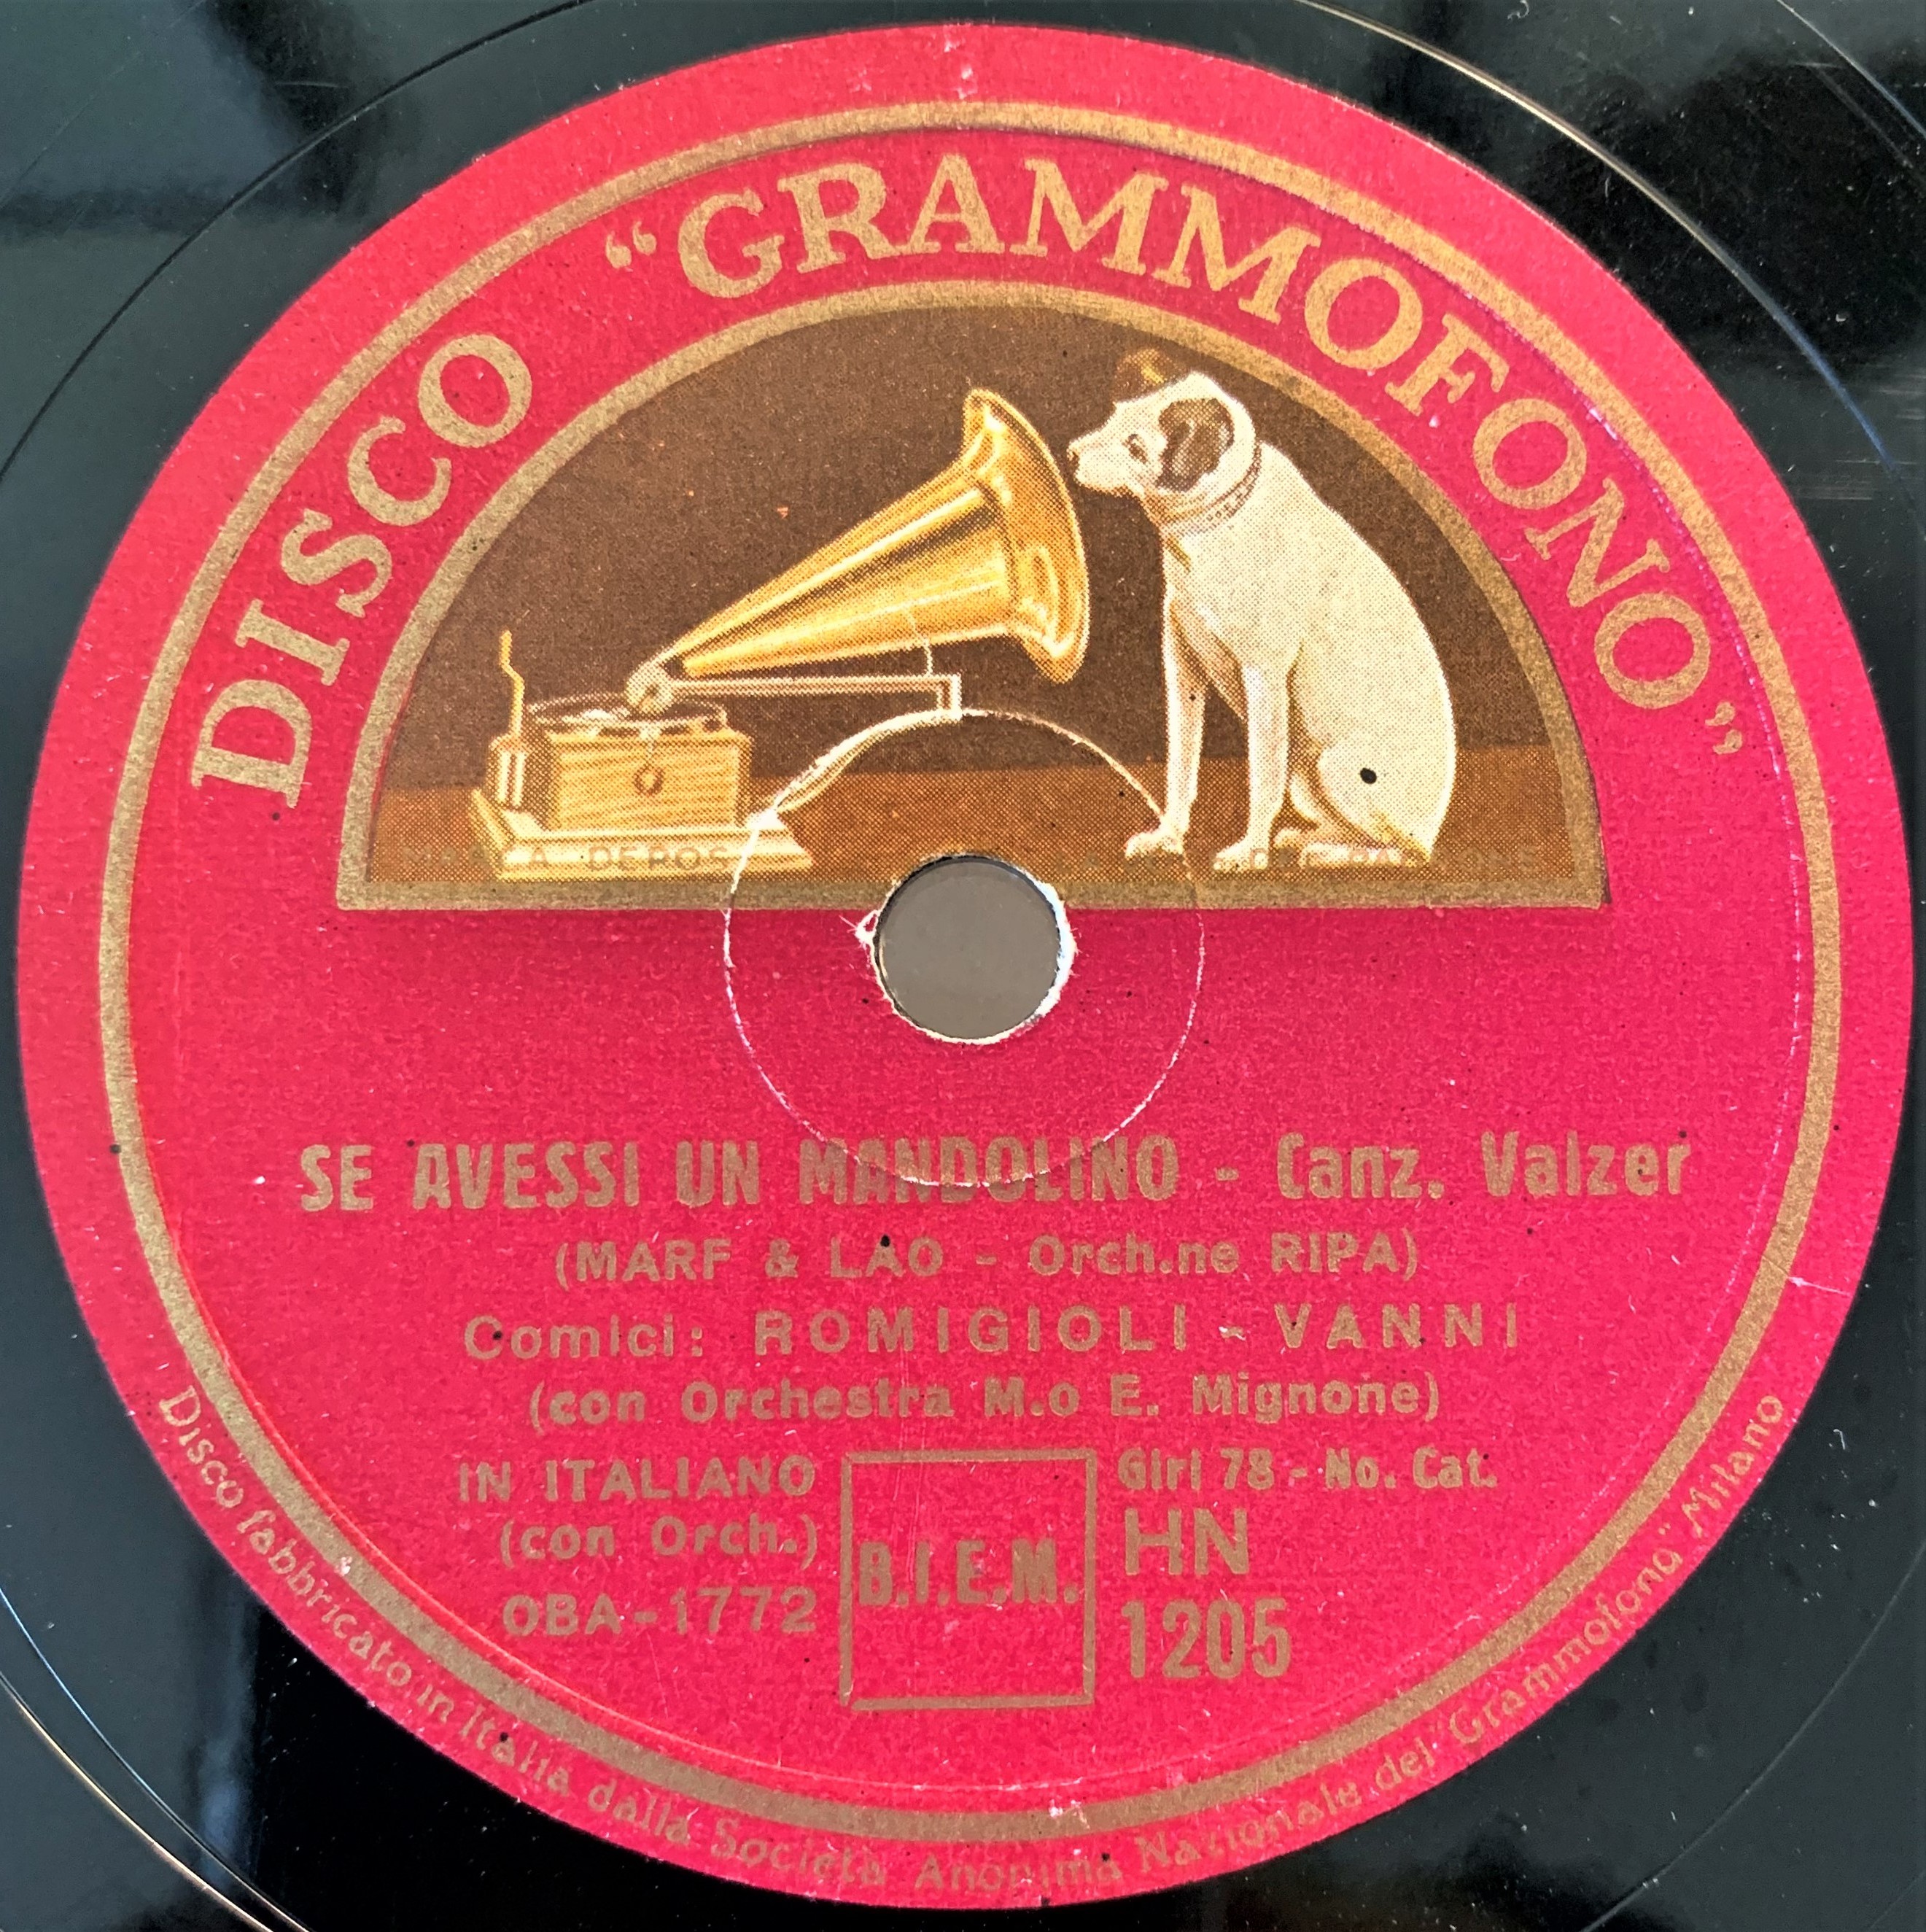 DISCO “GRAMMOFONO”
DEPOS
SE AVESSI UN MANDOLINO - Canz. Valzer
(MARF & LAO - Orch.ne RIPA)
Comici: ROMIGIOLI - VANNI
(con Orchestra M.o E. Mignone)
IN ITALIANO
(con Orch.)
OBA-1772
B.I.E.M.
Giri 78 - No. Cat.
HN
1205
Disco fabbricato in Italia dalla Società Anonima Nazionale del "Grammofono" Milano